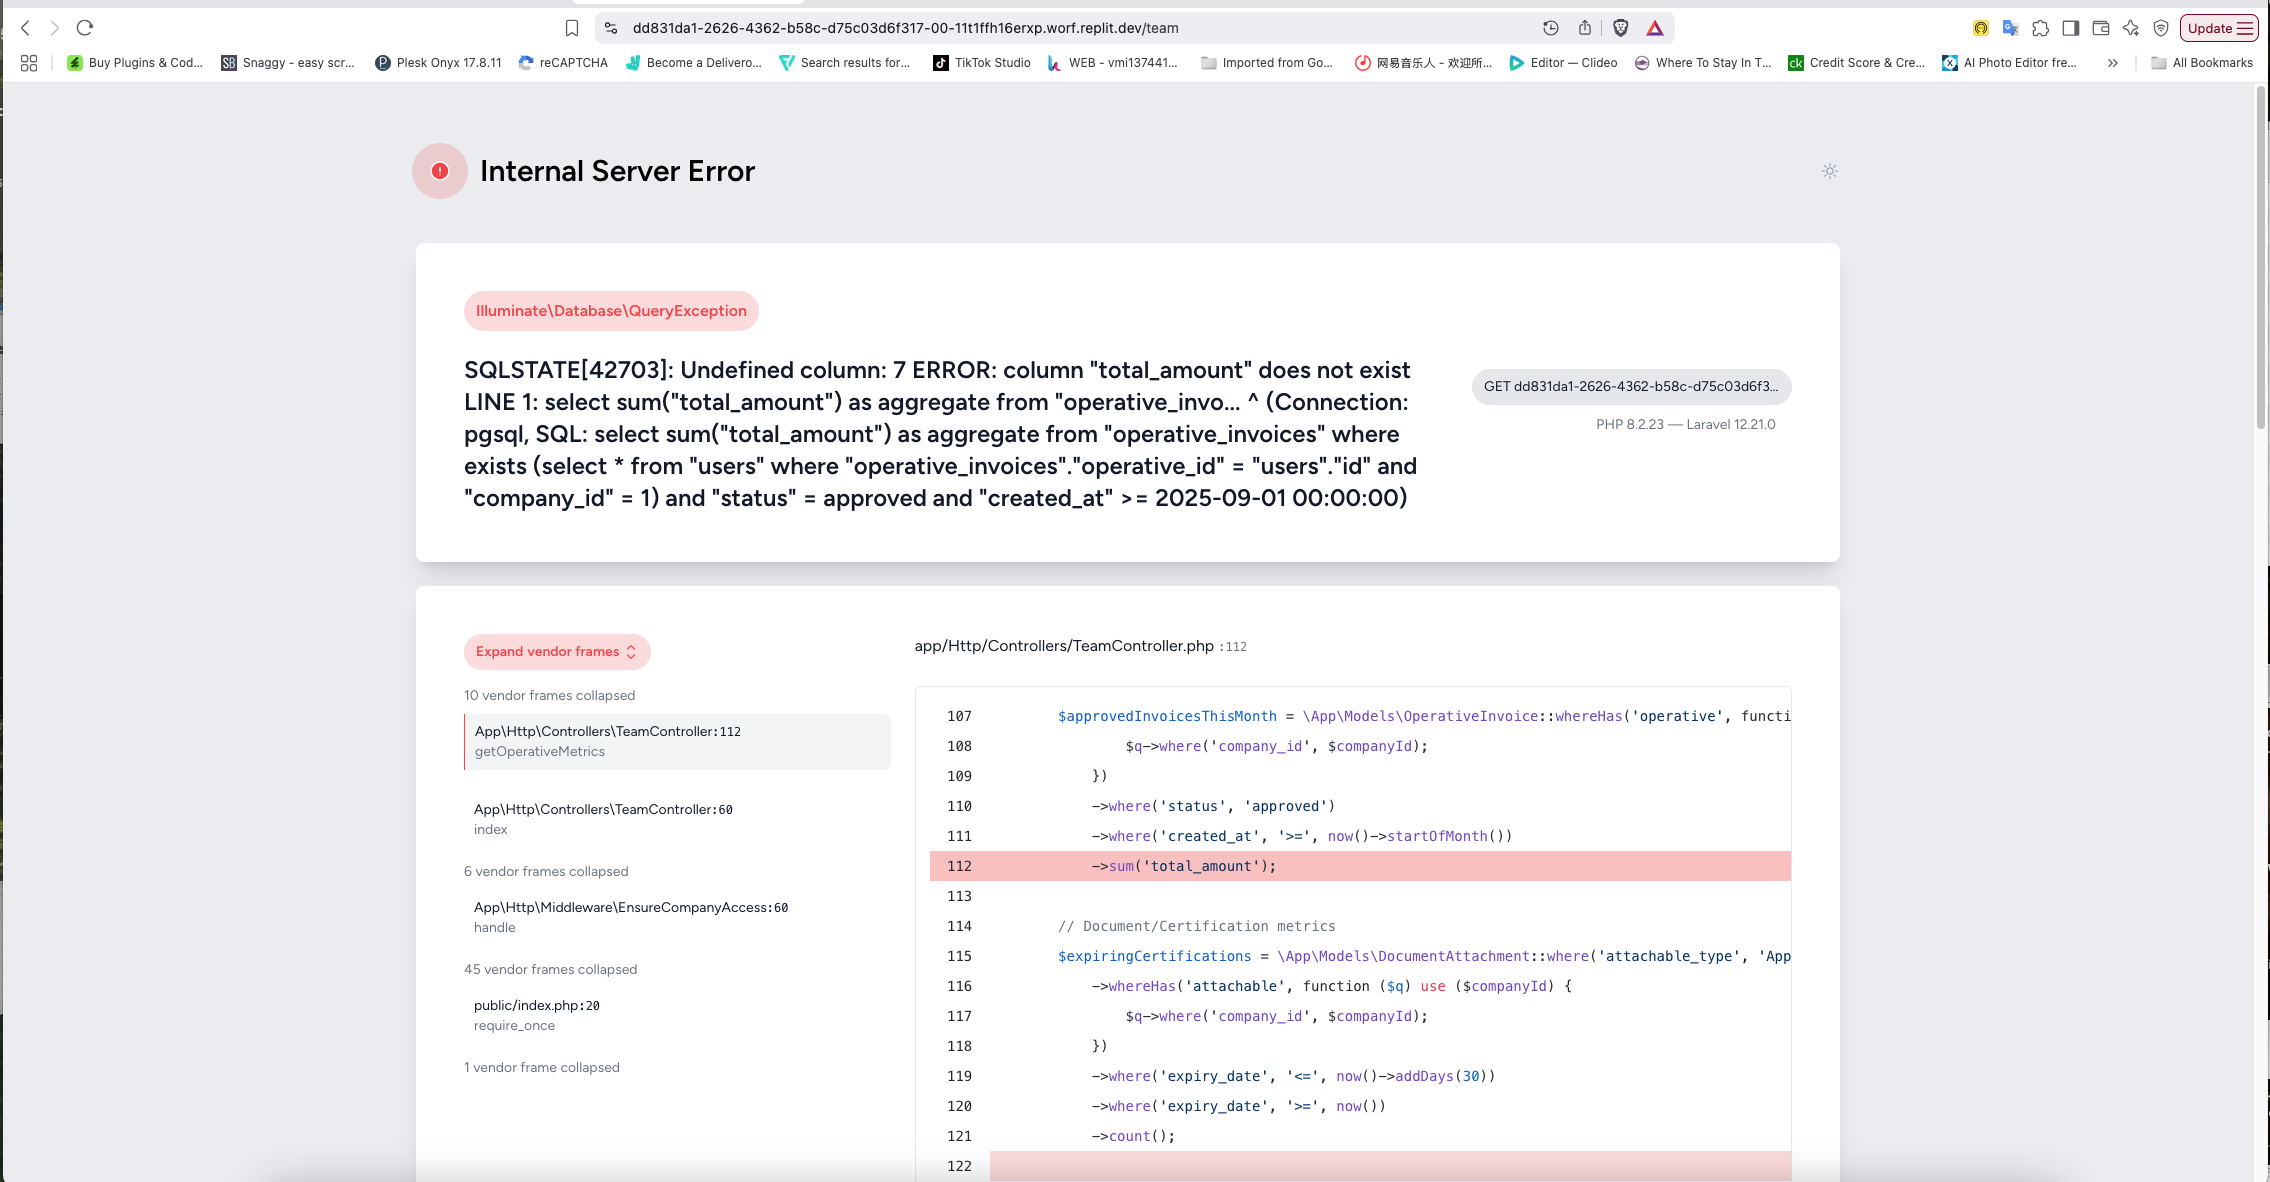 dd831da1-2626-4362-b58c-d75c03d6f317-00-11t1ffh16erxp.worf.replit.dev/team
Update
Buy Plugins & Cod...
SB Snaggy - easy scr...
P Plesk Onyx 17.8.11
reCAPTCHA
Become a Delivero...
Search results for...
TikTok Studio
WEB - vmi137441...
Imported from Go...
网易音乐人 - 欢迎所...
Editor — Clideo
Where To Stay In T...
ck Credit Score & Cre...
AI Photo Editor fre...
All Bookmarks
Internal Server Error
Illuminate\Database\QueryException
SQLSTATE[42703]: Undefined column: 7 ERROR: column "total_amount" does not exist
LINE 1: select sum("total_amount") as aggregate from "operative_invo... ^ (Connection:
pgsql, SQL: select sum("total_amount") as aggregate from "operative_invoices" where
exists (select * from "users" where "operative_invoices"."operative_id" = "users"."id" and
"company_id" = 1) and "status" = approved and "created_at" >= 2025-09-01 00:00:00)
GET dd831da1-2626-4362-b58c-d75c03d6f3...
PHP 8.2.23 — Laravel 12.21.0
Expand vendor frames
10 vendor frames collapsed
App\Http\Controllers\TeamController:112
getOperativeMetrics
App\Http\Controllers\TeamController:60
index
6 vendor frames collapsed
App\Http\Middleware\EnsureCompanyAccess:60
handle
45 vendor frames collapsed
public/index.php:20
require_once
1 vendor frame collapsed
app/Http/Controllers/TeamController.php :112
107 $approvedInvoicesThisMonth = \App\Models\OperativeInvoice::whereHas('operative', functi
108 $q->where('company_id', $companyId);
109 })
110 ->where('status', 'approved')
111 ->where('created_at', '>=', now()->startOfMonth())
112 ->sum('total_amount');
113
114 // Document/Certification metrics
115 $expiringCertifications = \App\Models\DocumentAttachment::where('attachable_type', 'App
116 ->whereHas('attachable', function ($q) use ($companyId) {
117 $q->where('company_id', $companyId);
118 })
119 ->where('expiry_date', '<=', now()->addDays(30))
120 ->where('expiry_date', '>=', now())
121 ->count();
122